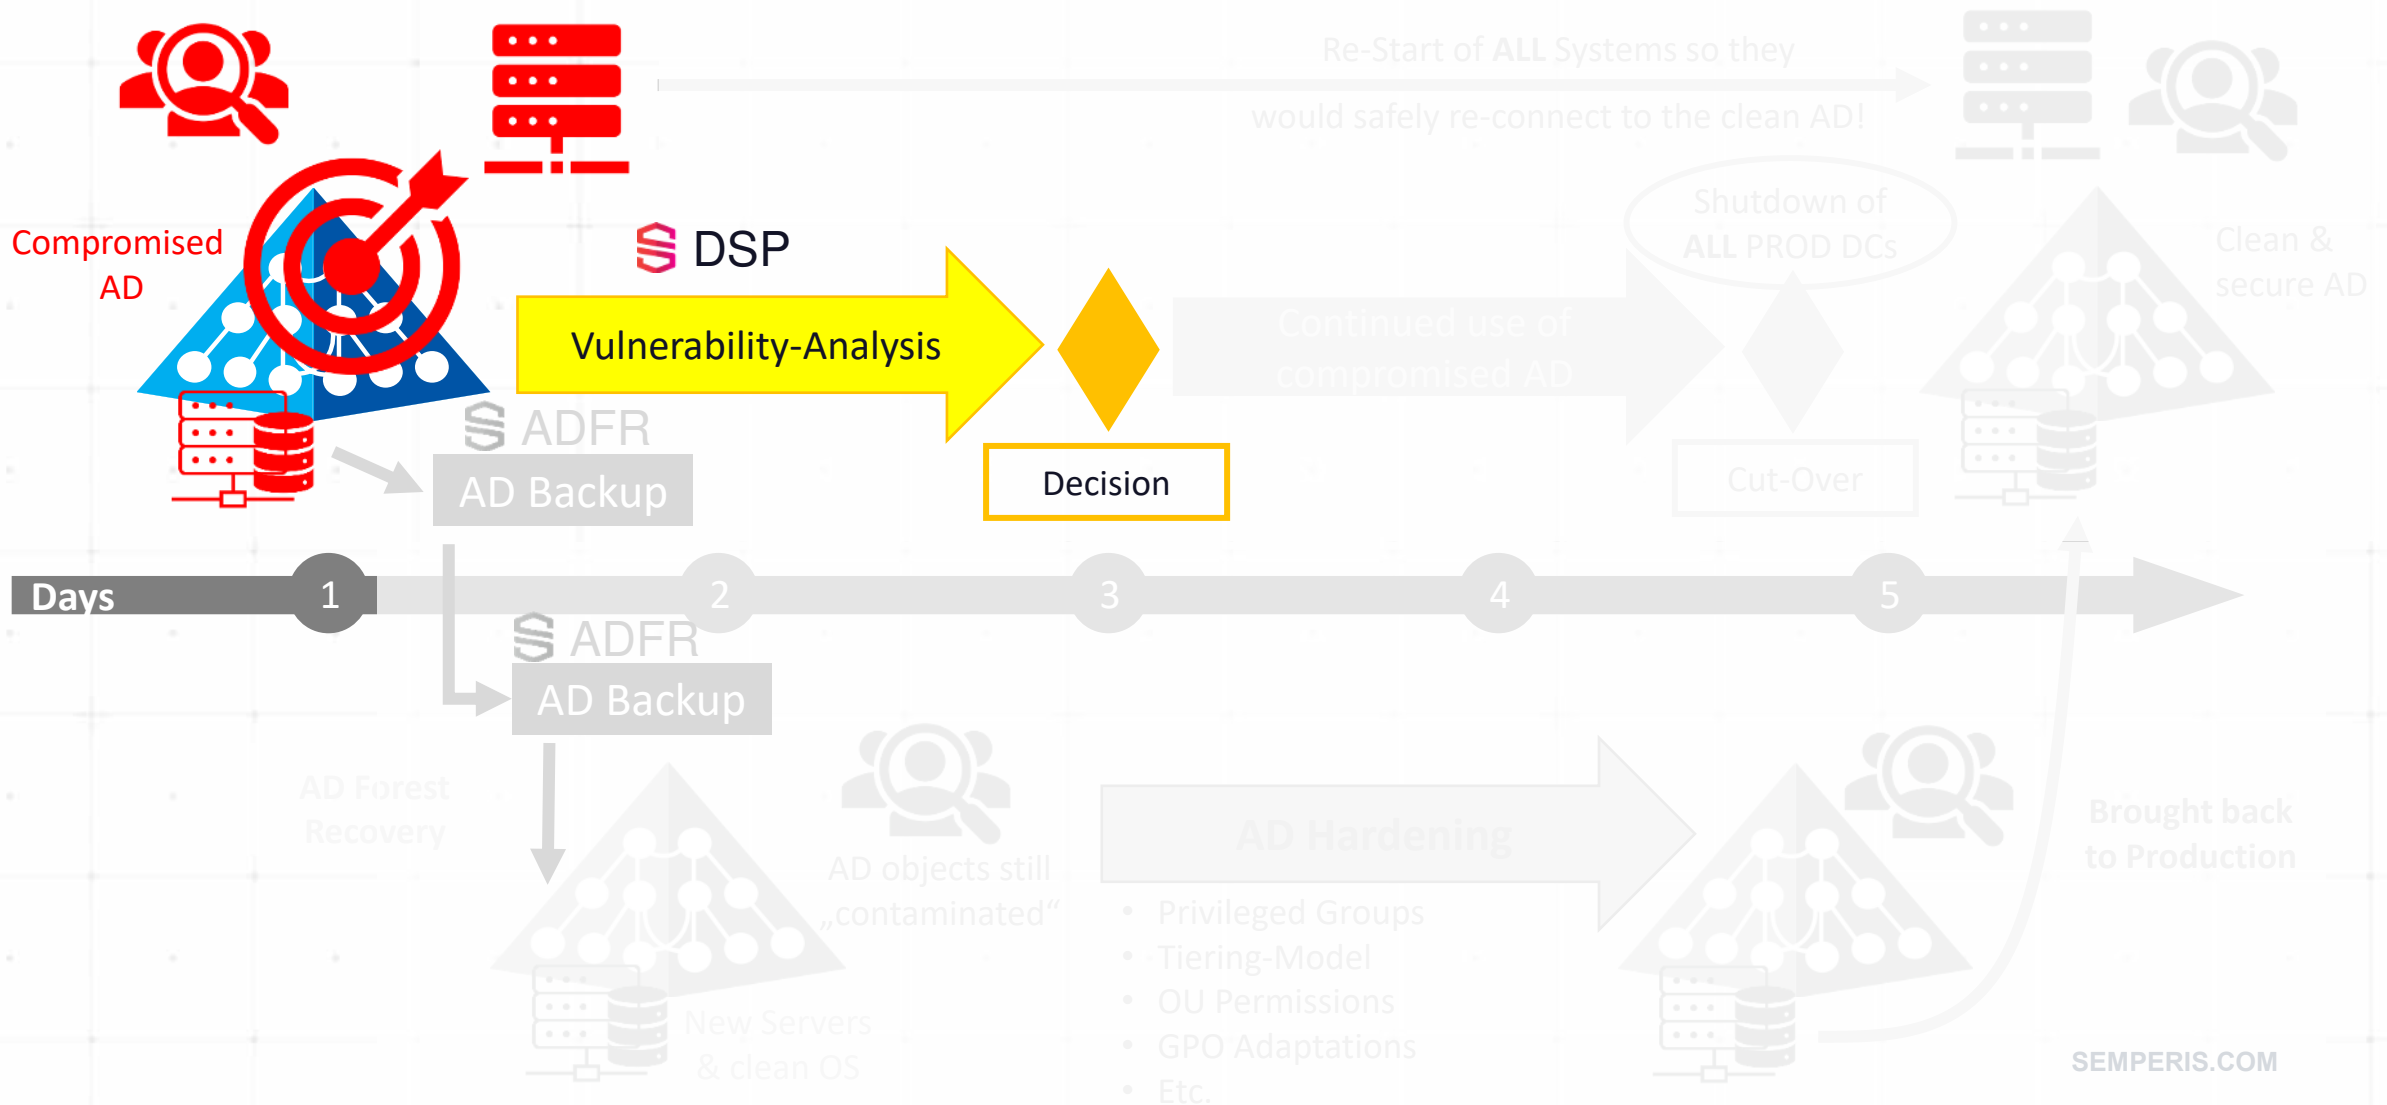 Re-Start of ALL Systems so they
would safely re-connect to the clean AD!
Compromised
AD
DSP
Vulnerability-Analysis
Decision
Continued use of
compromised AD
Shutdown of
ALL PROD DCs
Cut-Over
Clean &
secure AD
ADFR
AD Backup
Days
1
2
3
4
5
ADFR
AD Backup
AD Forest
Recovery
AD objects still
„contaminated“
New Servers
& clean OS
AD Hardening
• Privileged Groups
• Tiering-Model
• OU Permissions
• GPO Adaptations
• Etc.
Brought back
to Production
SEMPERIS.COM